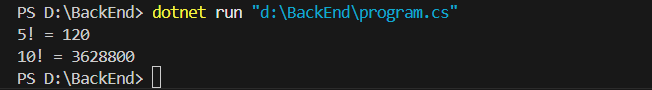 PS D:\BackEnd> dotnet run "d:\BackEnd\program.cs"
5! = 120
10! = 3628800
PS D:\BackEnd>